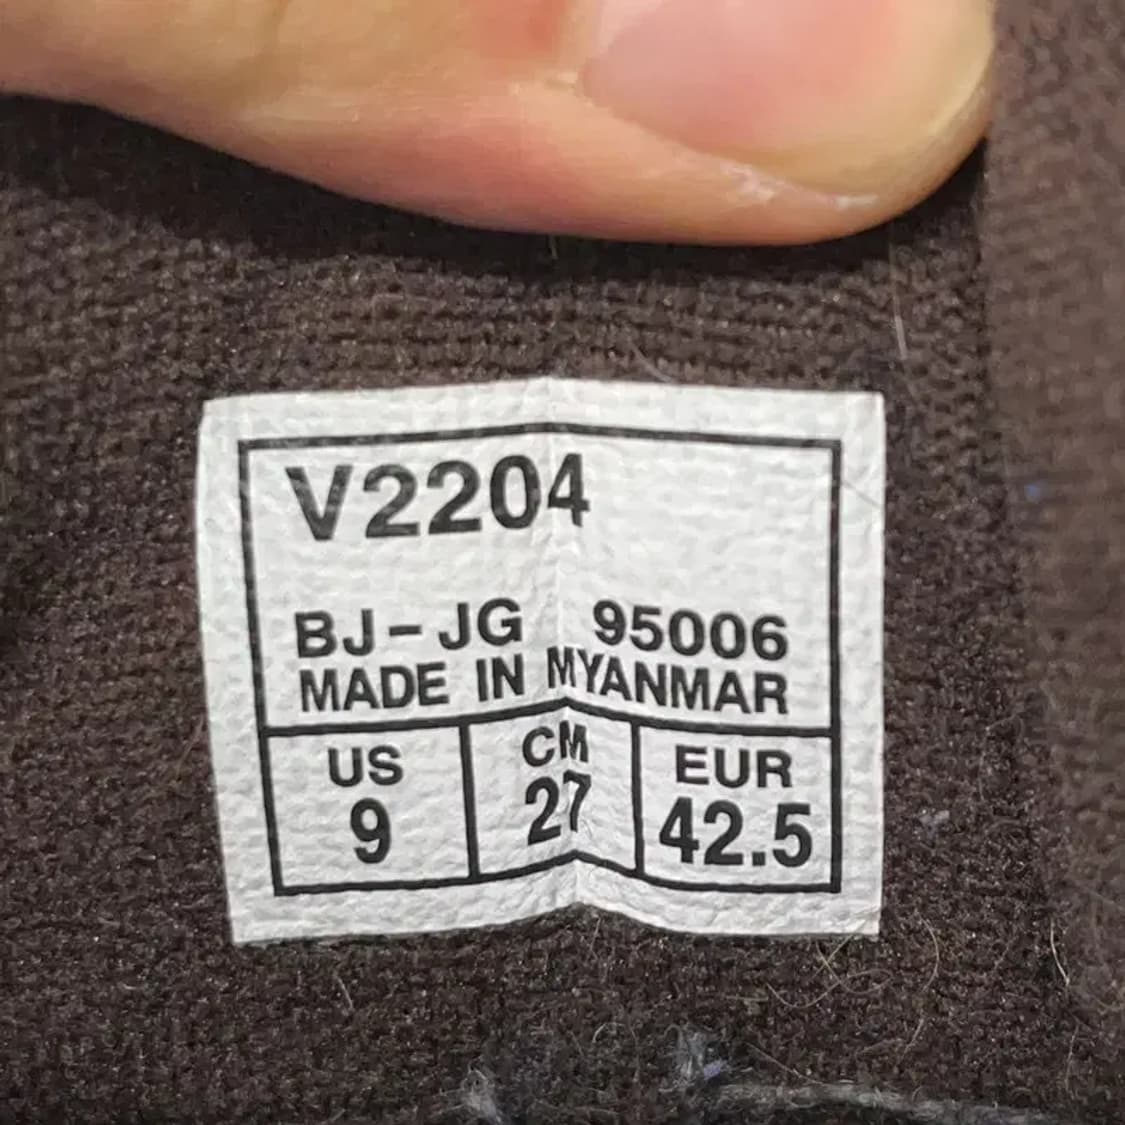 V2204
BJ-JG 95006
MADE IN MYANMAR
US CM EUR
9 27 42.5